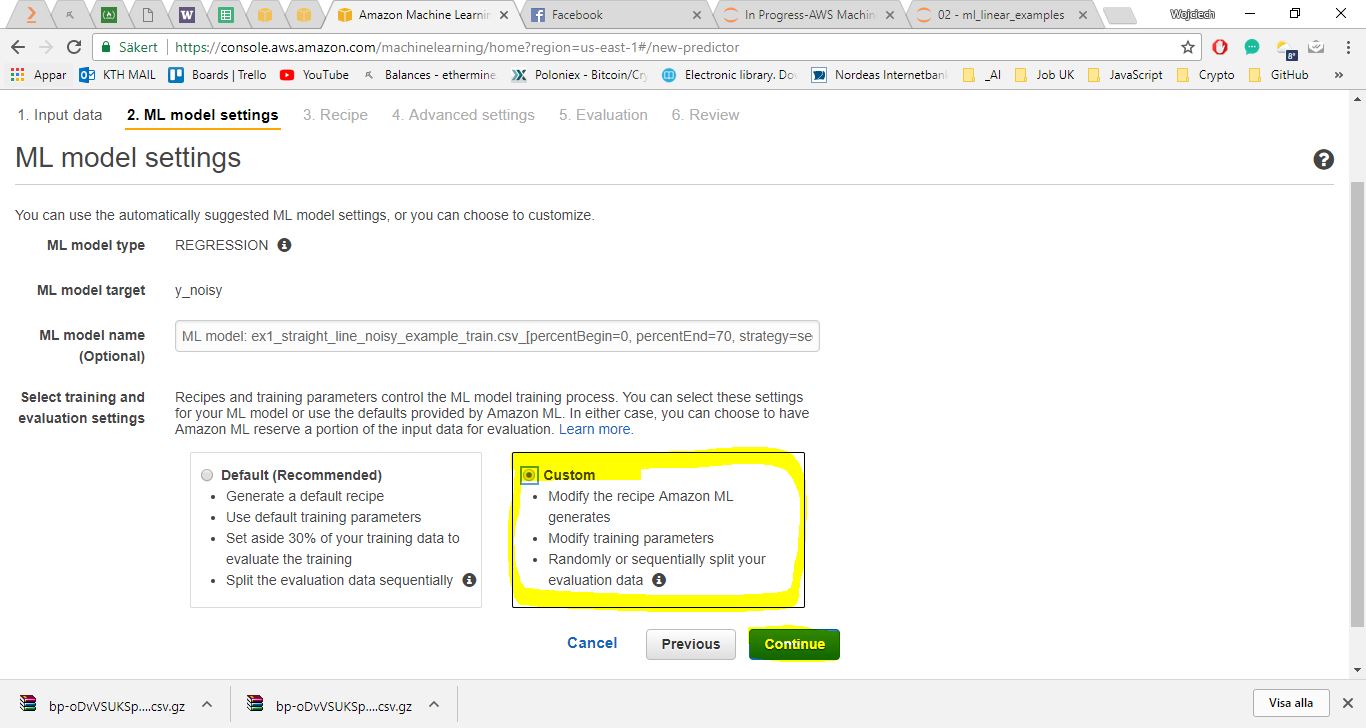 Amazon Machine Learnin
Facebook
In Progress-AWS Machin
02 - ml_linear_examples
Wojciech
Säkert
https://console.aws.amazon.com/machinelearning/home?region=us-east-1#/new-predictor
8°
Appar
KTH MAIL
Boards | Trello
YouTube
Balances - ethermine
Poloniex - Bitcoin/Cry
Electronic library. Do
Nordeas Internetbank
_AI
Job UK
JavaScript
Crypto
GitHub
»
1. Input data
2. ML model settings
3. Recipe
4. Advanced settings
5. Evaluation
6. Review
ML model settings
You can use the automatically suggested ML model settings, or you can choose to customize.
ML model type REGRESSION
ML model target y_noisy
ML model name
(Optional)
ML model: ex1_straight_line_noisy_example_train.csv_[percentBegin=0, percentEnd=70, strategy=se
Select training and
evaluation settings
Recipes and training parameters control the ML model training process. You can select these settings
for your ML model or use the defaults provided by Amazon ML. In either case, you can choose to have
Amazon ML reserve a portion of the input data for evaluation. Learn more.
Default (Recommended)
• Generate a default recipe
• Use default training parameters
• Set aside 30% of your training data to
evaluate the training
• Split the evaluation data sequentially
Custom
• Modify the recipe Amazon ML
generates
• Modify training parameters
• Randomly or sequentially split your
evaluation data
Cancel
Previous
Continue
bp-oDvVSUKSp....csv.gz
bp-oDvVSUKSp....csv.gz
Visa alla